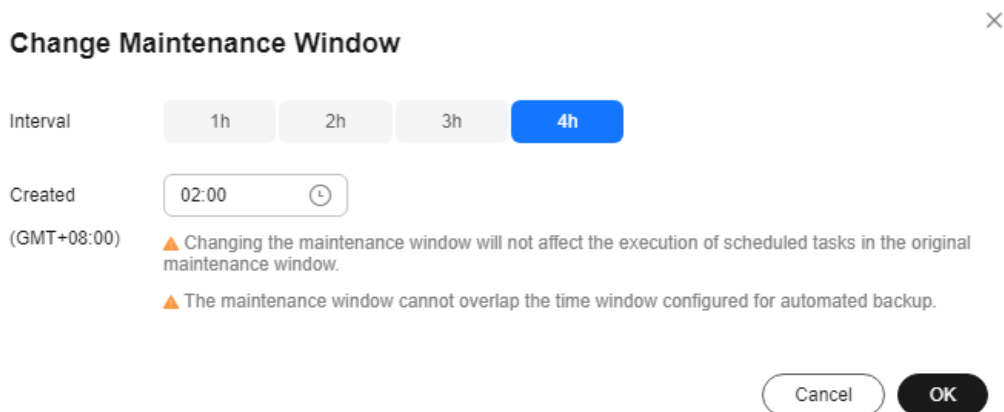 Change Maintenance Window
Interval 1h 2h 3h 4h
Created 02:00
(GMT+08:00)
Changing the maintenance window will not affect the execution of scheduled tasks in the original
maintenance window.
The maintenance window cannot overlap the time window configured for automated backup.
Cancel OK